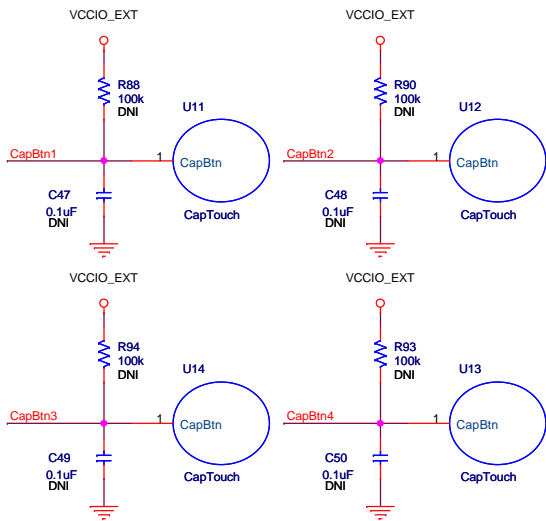 VCCIO_EXT
R88
100k
DNI
U11
CapBtn1
1
CapBtn
C47
0.1uF
DNI
CapTouch
VCCIO_EXT
R90
100k
DNI
U12
CapBtn2
1
CapBtn
C48
0.1uF
DNI
CapTouch
VCCIO_EXT
R94
100k
DNI
U14
CapBtn3
1
CapBtn
C49
0.1uF
DNI
CapTouch
VCCIO_EXT
R93
100k
DNI
U13
CapBtn4
1
CapBtn
C50
0.1uF
DNI
CapTouch